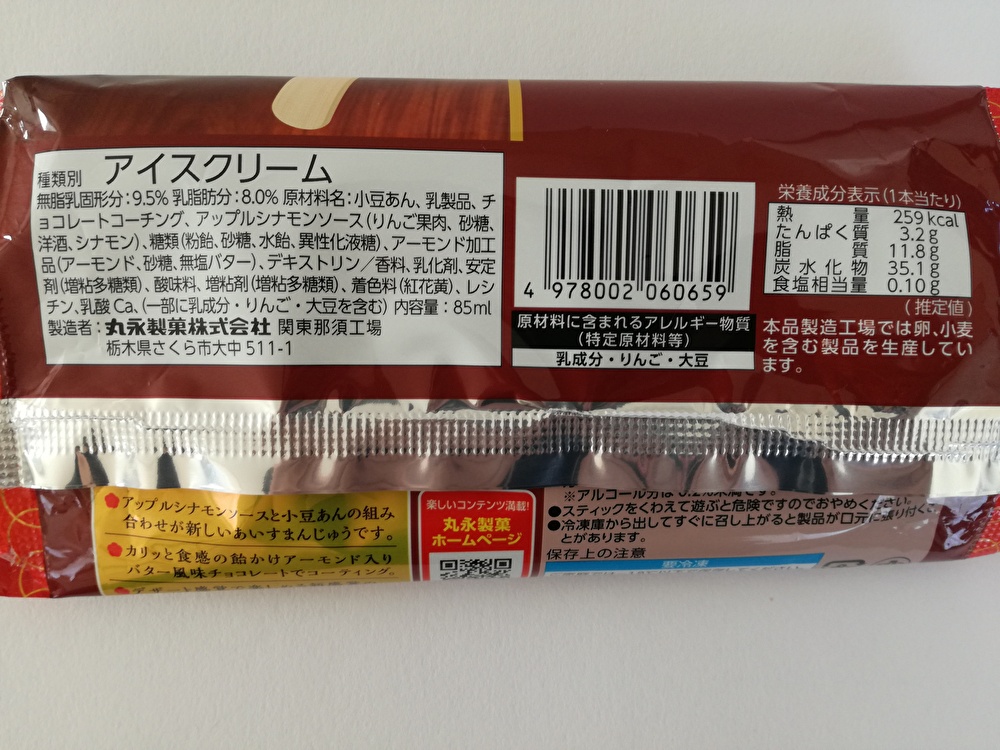 種類別 アイスクリーム
無脂乳固形分：9.5% 乳脂肪分：8.0% 原材料名：小豆あん、乳製品、チ
ョコレートコーチング、アップルシナモンソース（りんご果肉、砂糖、
洋酒、シナモン）、糖類（粉飴、砂糖、水飴、異性化液糖）、アーモンド加工
品（アーモンド、砂糖、無塩バター）、デキストリン／香料、乳化剤、安定
剤（増粘多糖類）、酸味料、増粘剤（増粘多糖類）、着色料（紅花黄）、レシ
チン、乳酸Ca、（一部に乳成分・りんご・大豆を含む） 内容量：85ml
製造者：丸永製菓株式会社 関東那須工場
栃木県さくら市大中511-1
4 978002 060659
原材料に含まれるアレルギー物質
（特定原材料等）
乳成分・りんご・大豆
栄養成分表示（1本当たり）
熱量 259kcal
たんぱく質 3.2g
脂質 11.8g
炭水化物 35.1g
食塩相当量 0.10g
（推定値）
本品製造工場では卵、小麦
を含む製品を生産してい
ます。
アップルシナモンソースと小豆あんの組み
合わせが新しいあいすまんじゅうです。
カリッと食感の飴かけアーモンド入り
バター風味チョコレートでコーティング。
楽しいコンテンツ満載!
丸永製菓
ホームページ
※アルコール分は0.2%未満です。
●スティックをくわえて遊ぶと危険ですのでおやめください。
●冷凍庫から出してすぐに召し上がると製品が口元に張り付くこ
とがあります。
保存上の注意
要冷凍